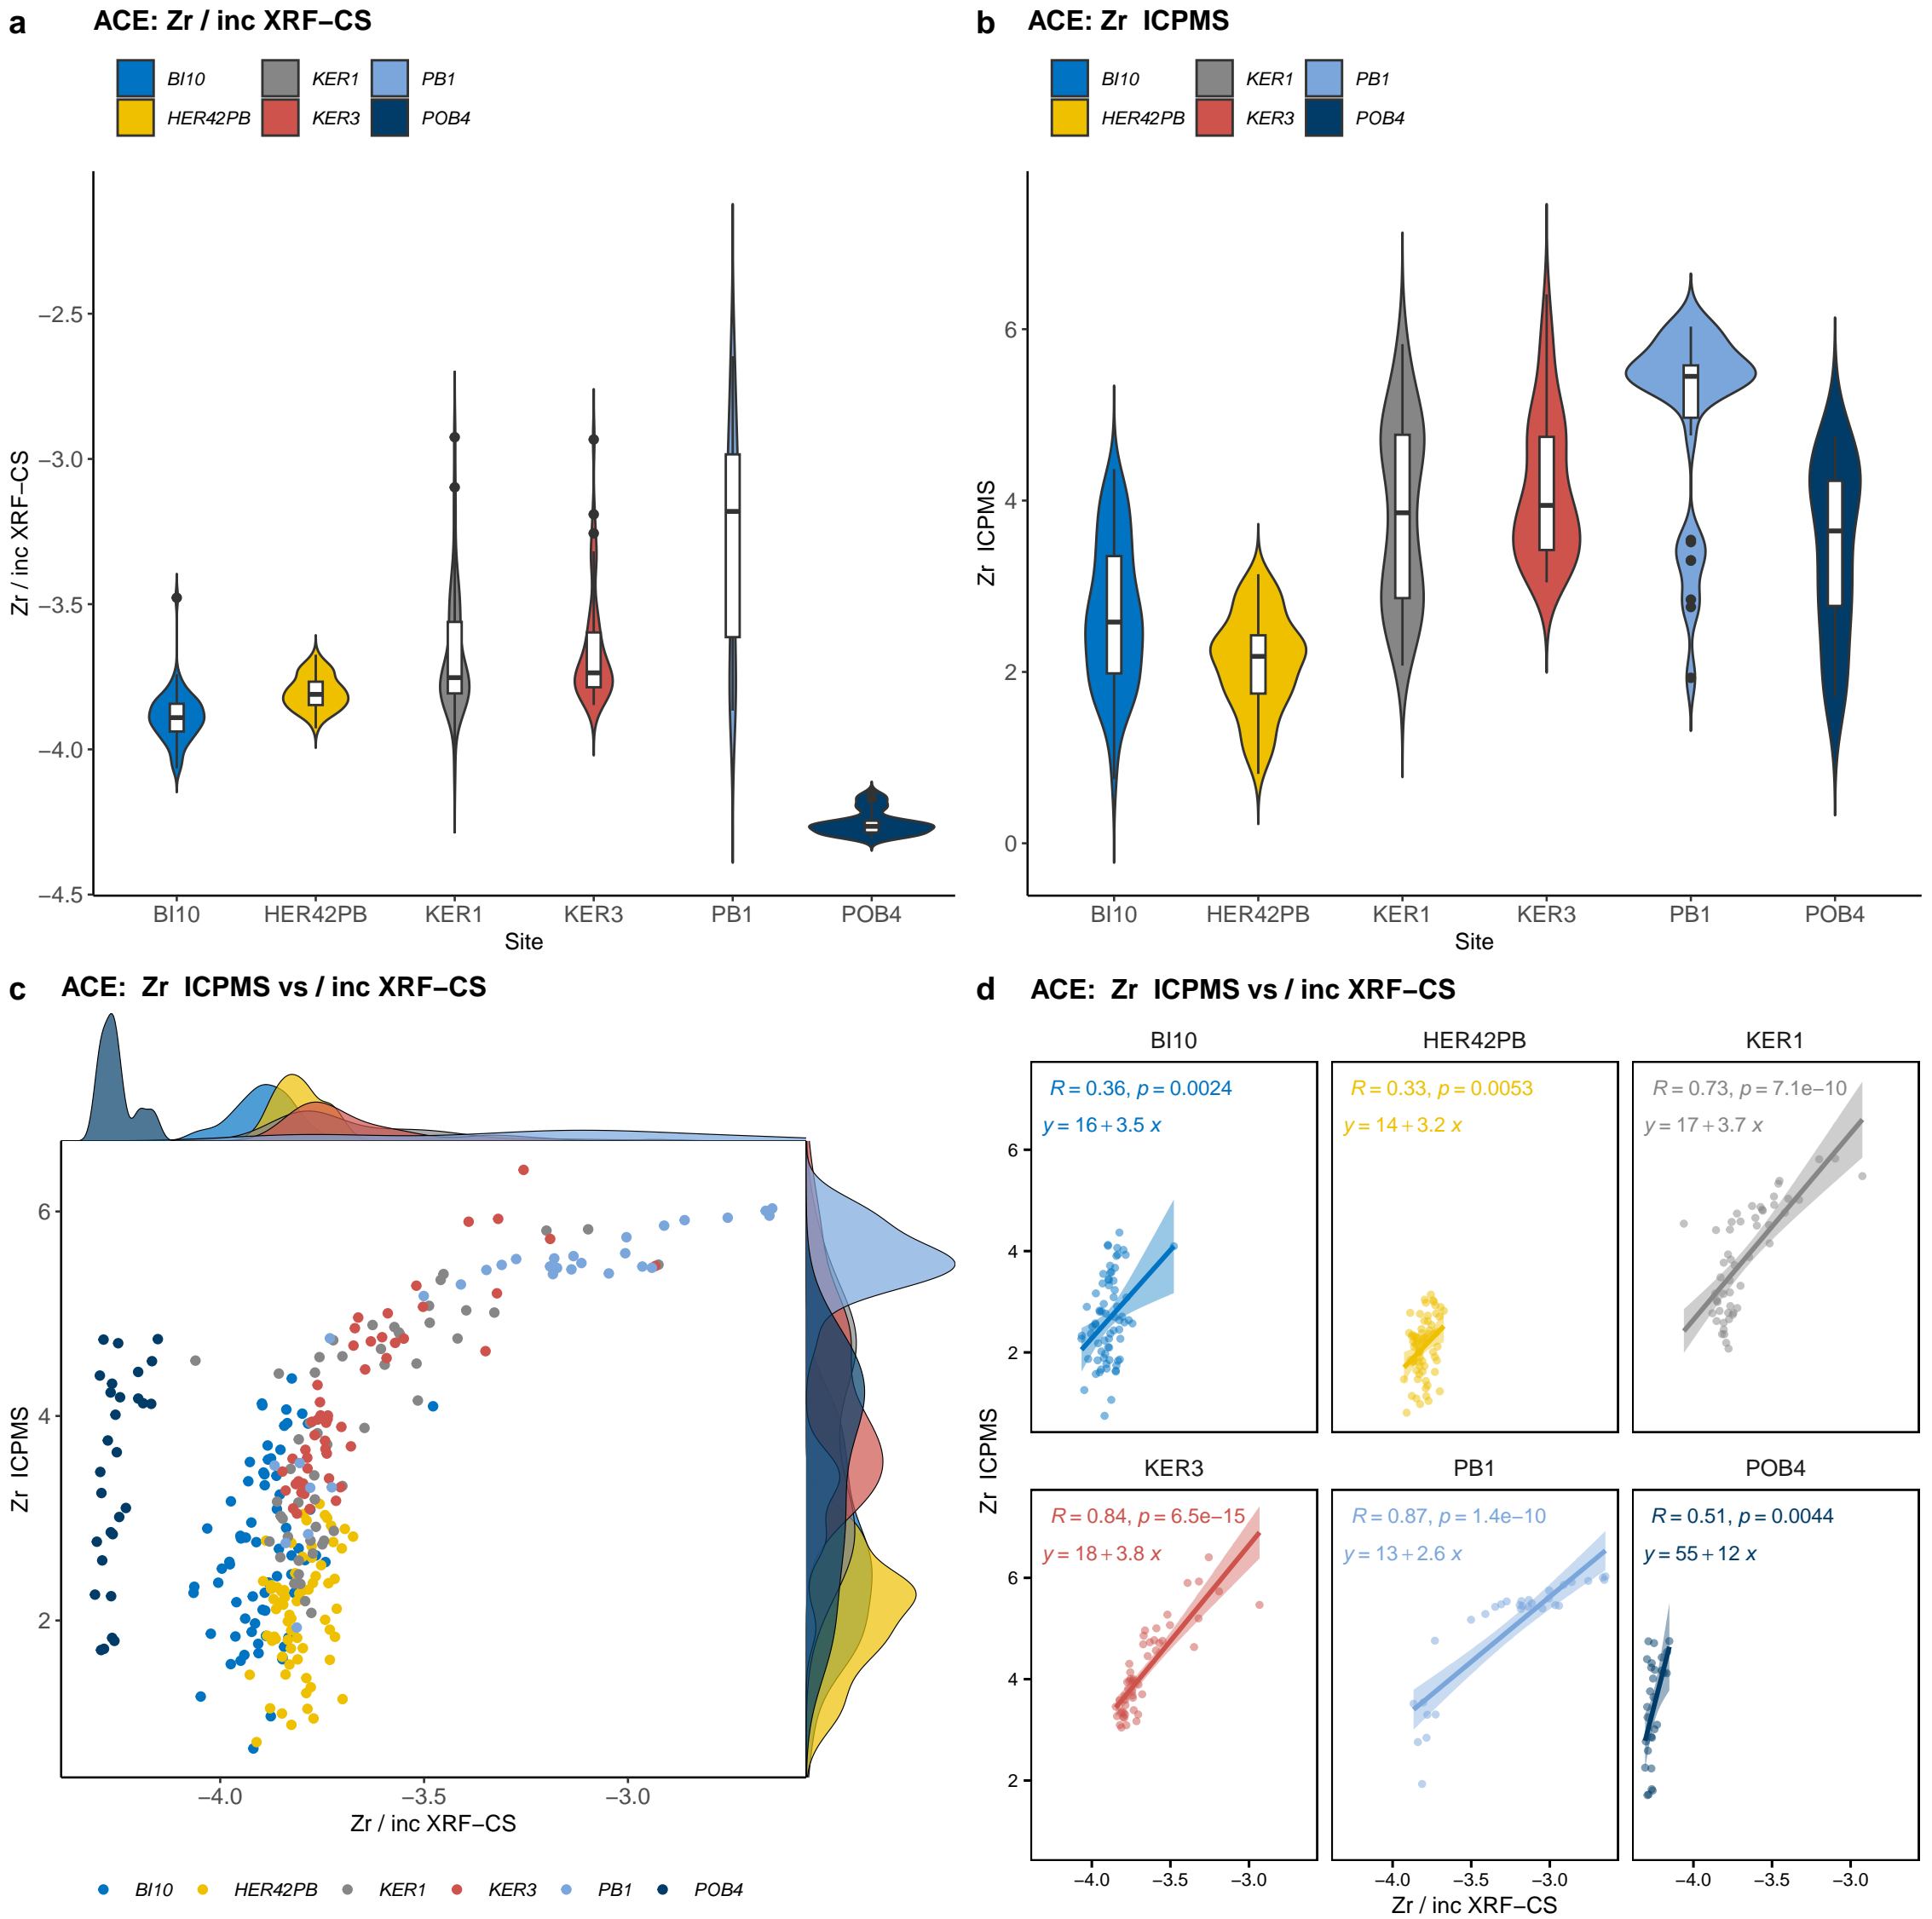 a ACE: Zr / inc XRF−CS
BI10 KER1 PB1
HER42PB KER3 POB4
−2.5
−3.0
−3.5
−4.0
−4.5
Zr / inc XRF−CS
BI10 HER42PB KER1 KER3 PB1 POB4
Site
b ACE: Zr ICPMS
BI10 KER1 PB1
HER42PB KER3 POB4
6
4
2
0
Zr ICPMS
BI10 HER42PB KER1 KER3 PB1 POB4
Site
c ACE: Zr ICPMS vs / inc XRF−CS
6
4
2
Zr ICPMS
−4.0 −3.5 −3.0
Zr / inc XRF−CS
BI10 HER42PB KER1 KER3 PB1 POB4
d ACE: Zr ICPMS vs / inc XRF−CS
BI10 HER42PB KER1
R = 0.36, p = 0.0024
y = 16 + 3.5 x
R = 0.33, p = 0.0053
y = 14 + 3.2 x
R = 0.73, p = 7.1e−10
y = 17 + 3.7 x
6
4
2
KER3 PB1 POB4
R = 0.84, p = 6.5e−15
y = 18 + 3.8 x
R = 0.87, p = 1.4e−10
y = 13 + 2.6 x
R = 0.51, p = 0.0044
y = 55 + 12 x
6
4
2
Zr ICPMS
−4.0 −3.5 −3.0 −4.0 −3.5 −3.0 −4.0 −3.5 −3.0
Zr / inc XRF−CS